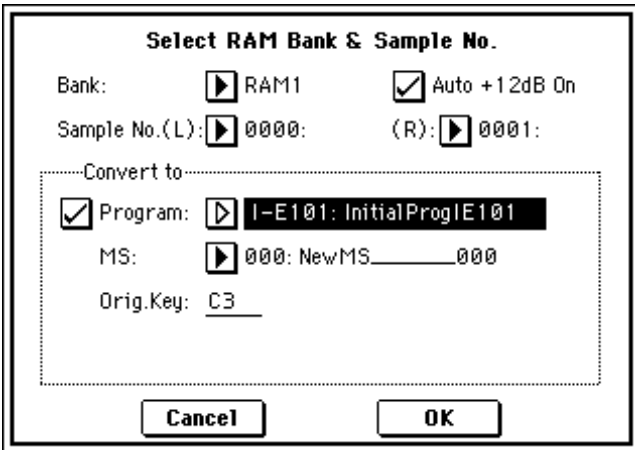 Select RAM Bank & Sample No.
Bank: RAM1 Auto +12dB On
Sample No.(L): 0000: (R): 0001:
Convert to
Program: I-E101: InitialProgIE101
MS: 000: NewMS_________000
Orig.Key: C3
Cancel OK